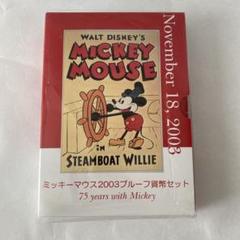 WALT DISNEY'S
MICKEY
MOUSE
in
STEAMBOAT WILLIE
November 18, 2003
ミッキーマウス2003プルーフ貨幣セット
75 years with Mickey